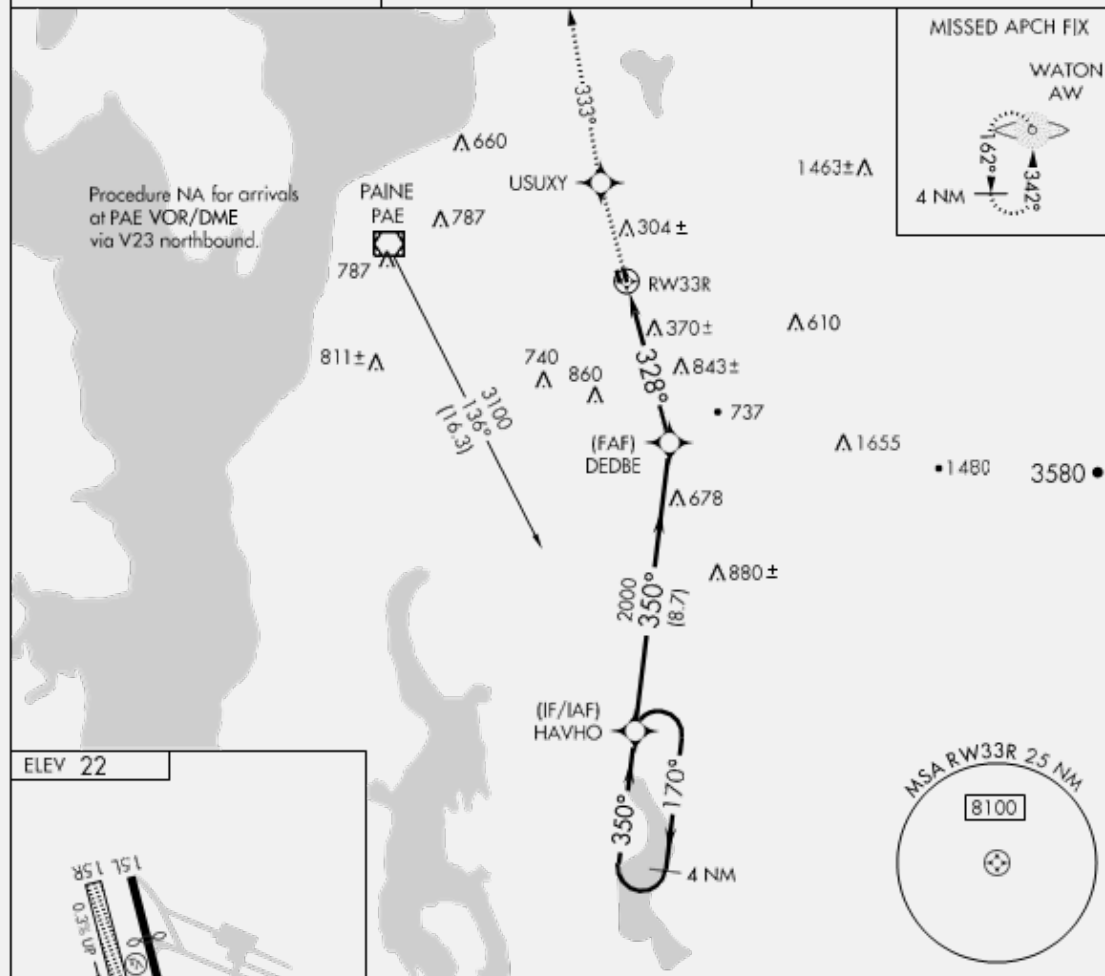 MISSED APCH FIX
WATON
AW
162°
342°
4 NM
333°
660
1463±
Procedure NA for arrivals
at PAE VOR/DME
via V23 northbound.
PAINE
PAE
787
USUXY
304 ±
787
RW33R
370±
610
811±
740
860
843±
328°
3100
136°
(16.3)
737
(FAF)
DEDBE
1655
1480
3580
678
880 ±
2000
350°
(8.7)
(IF/IAF)
HAVHO
350°
170°
4 NM
MSA RW33R 25 NM
8100
ELEV 22
15R
15L
0.3% UP